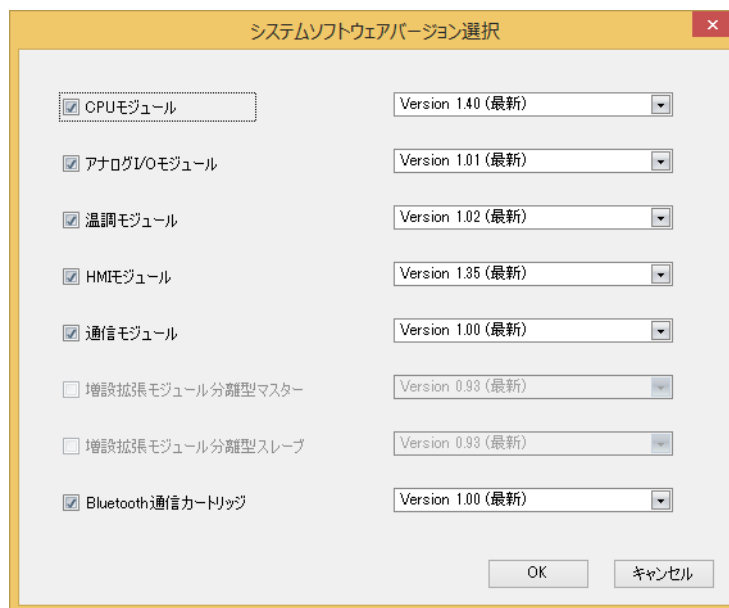 システムソフトウェアバージョン選択
CPUモジュール Version 1.40 (最新)
アナログI/Oモジュール Version 1.01 (最新)
温調モジュール Version 1.02 (最新)
HMIモジュール Version 1.35 (最新)
通信モジュール Version 1.00 (最新)
増設拡張モジュール分離型マスター Version 0.93 (最新)
増設拡張モジュール分離型スレーブ Version 0.93 (最新)
Bluetooth通信カートリッジ Version 1.00 (最新)
OK キャンセル